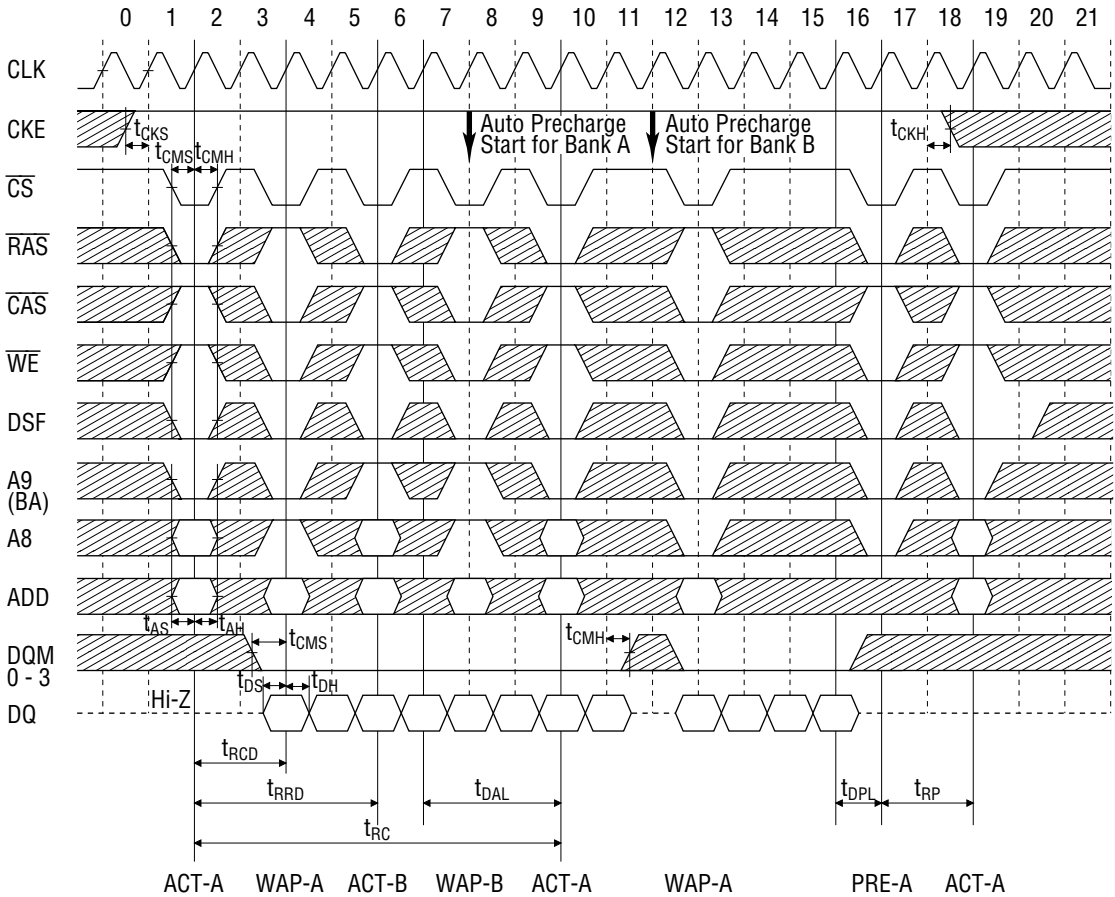 0 1 2 3 4 5 6 7 8 9 10 11 12 13 14 15 16 17 18 19 20 21
CLK
CKE
tCKS
Auto Precharge
Start for Bank A
Auto Precharge
Start for Bank B
tCKH
tCMS tCMH
CS
RAS
CAS
WE
DSF
A9
(BA)
A8
ADD
tAS tAH
DQM
0 - 3
tCMS
tCMH
tDS tDH
Hi-Z
DQ
tRCD
tRRD
tDAL
tDPL
tRP
tRC
ACT-A WAP-A ACT-B WAP-B ACT-A WAP-A PRE-A ACT-A